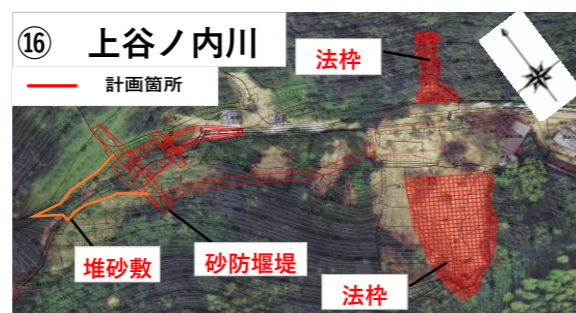 ⑯ 上谷ノ内川
計画箇所
法枠
堆砂敷
砂防堰堤
法枠